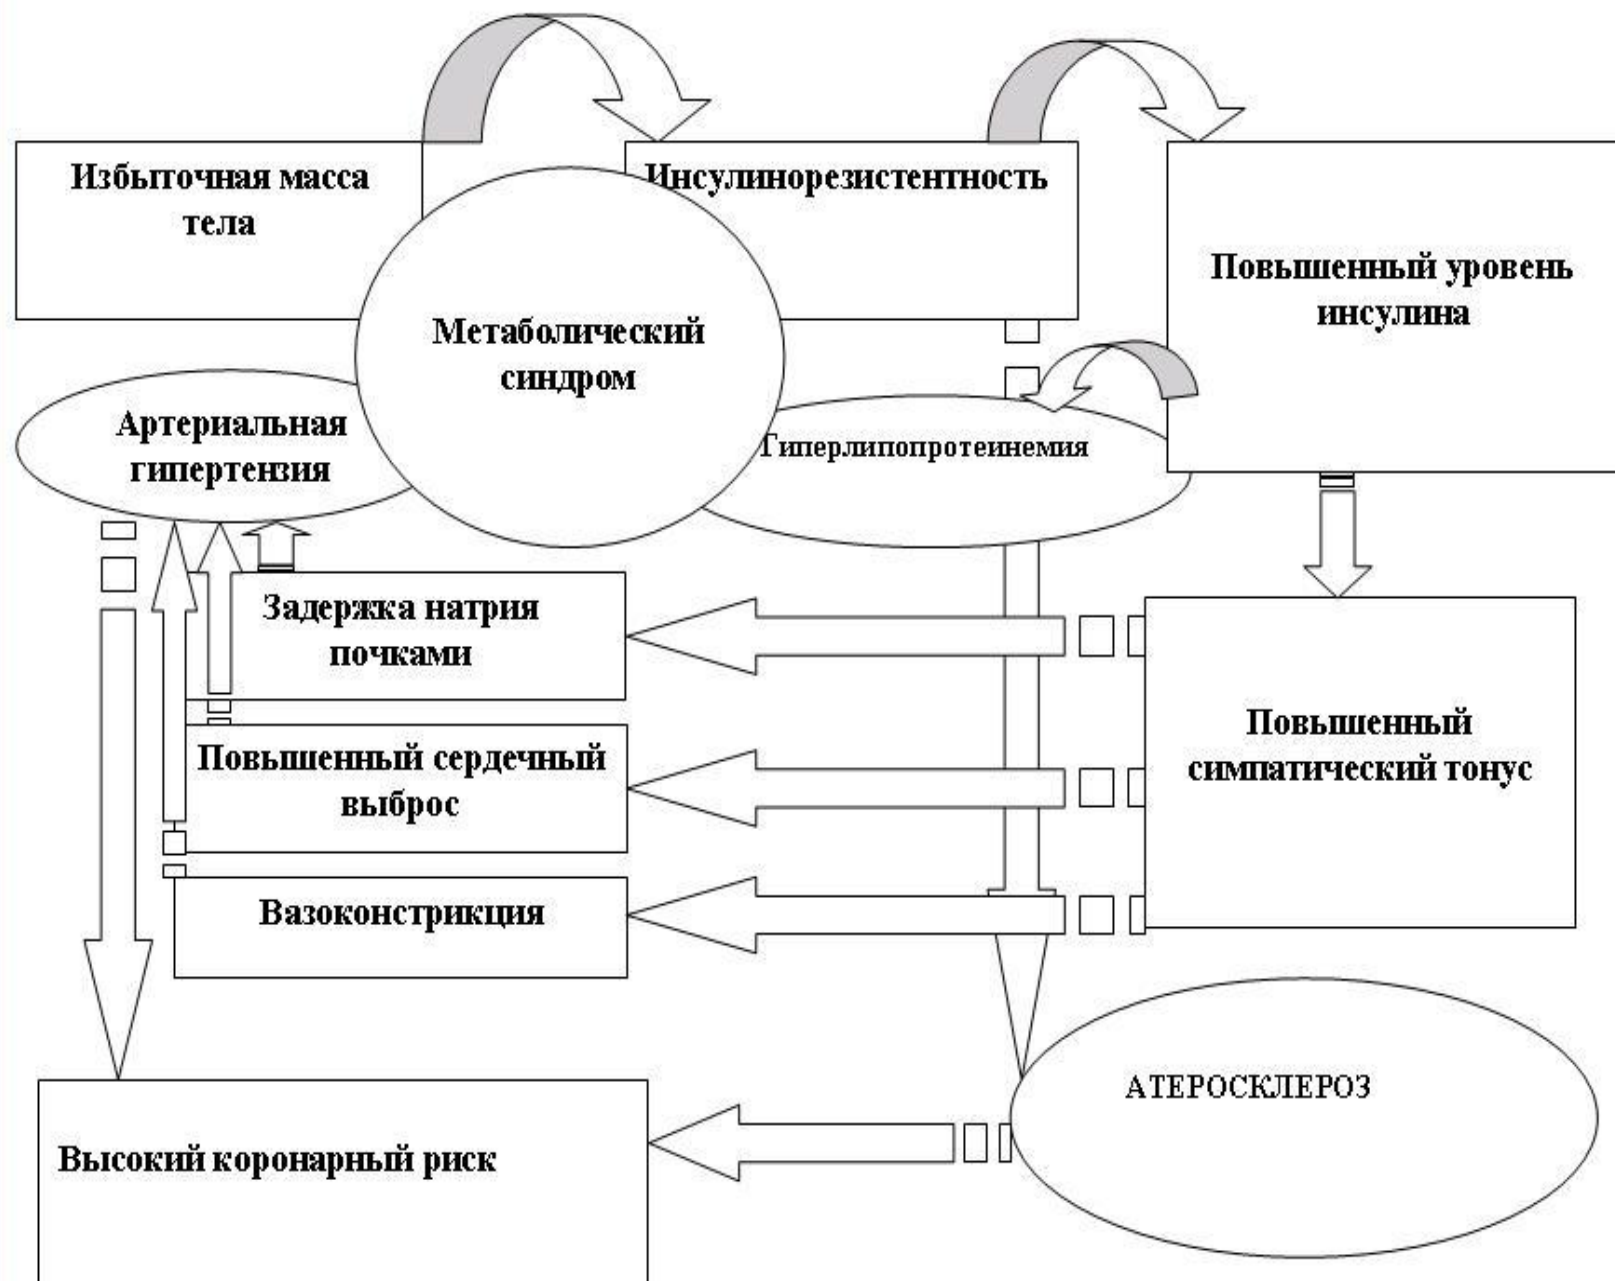 Избыточная масса
тела
Инсулинорезистентность
Повышенный уровень
инсулина
Метаболический
синдром
Артериальная
гипертензия
Гиперлипопротеинемия
Задержка натрия
почками
Повышенный сердечный
выброс
Вазоконстрикция
Повышенный
симпатический тонус
АТЕРОСКЛЕРОЗ
Высокий коронарный риск